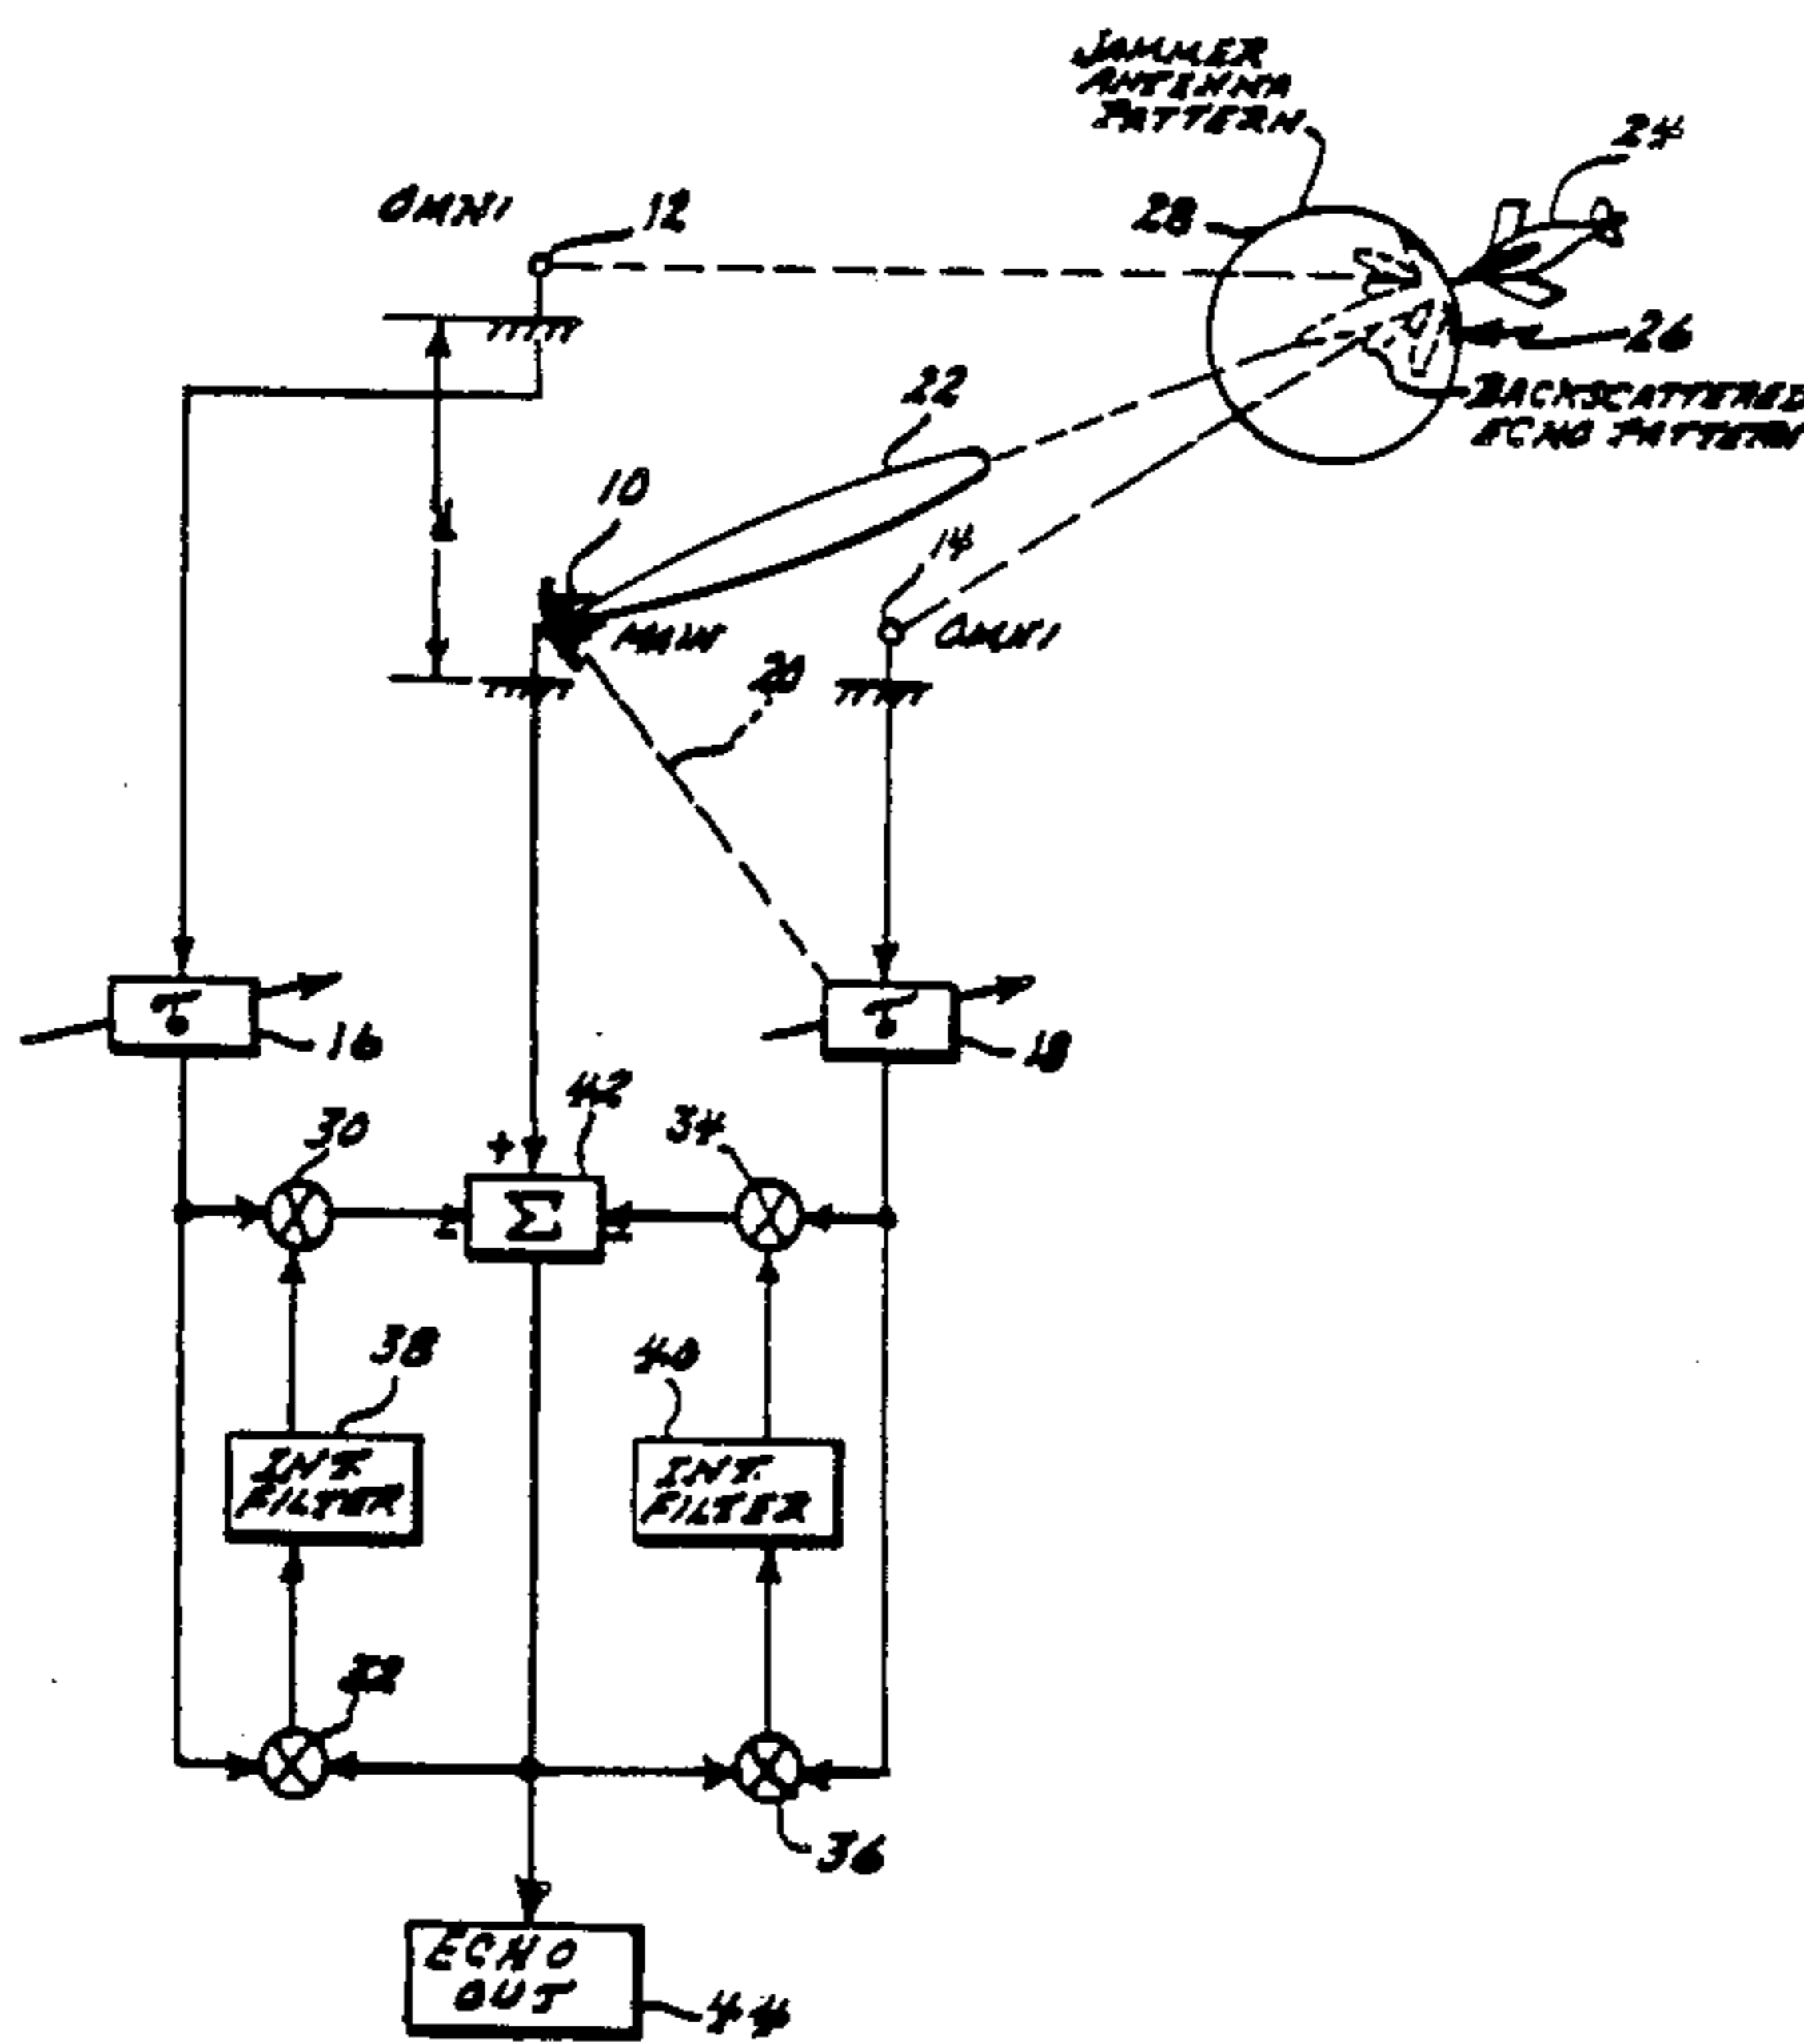 JAMMER
ANTENNA
PATTERN
24
OMNI
12
28
26
22
BACKSCATTERED
ECHO PATTERN
10
L
14
MAIN
OMNI
20
τ
16
τ
18
42
30
+
34
-
Σ
-
38
40
INT.
FILTER
INT.
FILTER
32
36
ECHO
OUT
44